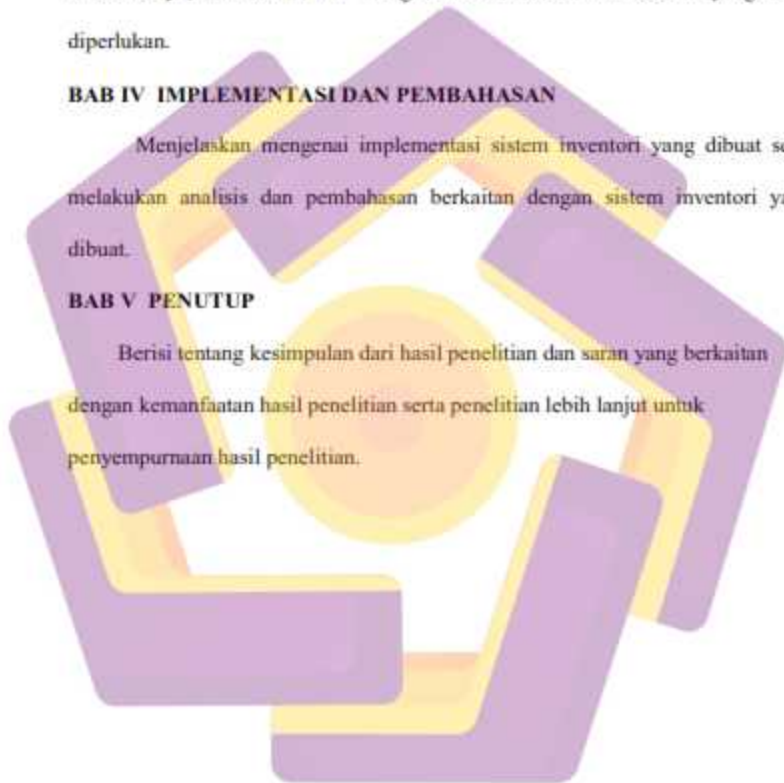 diperlukan.
BAB IV IMPLEMENTASI DAN PEMBAHASAN
Menjelaskan mengenai implementasi sistem inventori yang dibuat
melakukan analisis dan pembahasan berkaitan dengan sistem inventori
dibuat.
BAB V PENUTUP
Berisi tentang kesimpulan dari hasil penelitian dan saran yang berkaitan
dengan kemanfaatan hasil penelitian serta penelitian lebih lanjut untuk
penyempurnaan hasil penelitian.